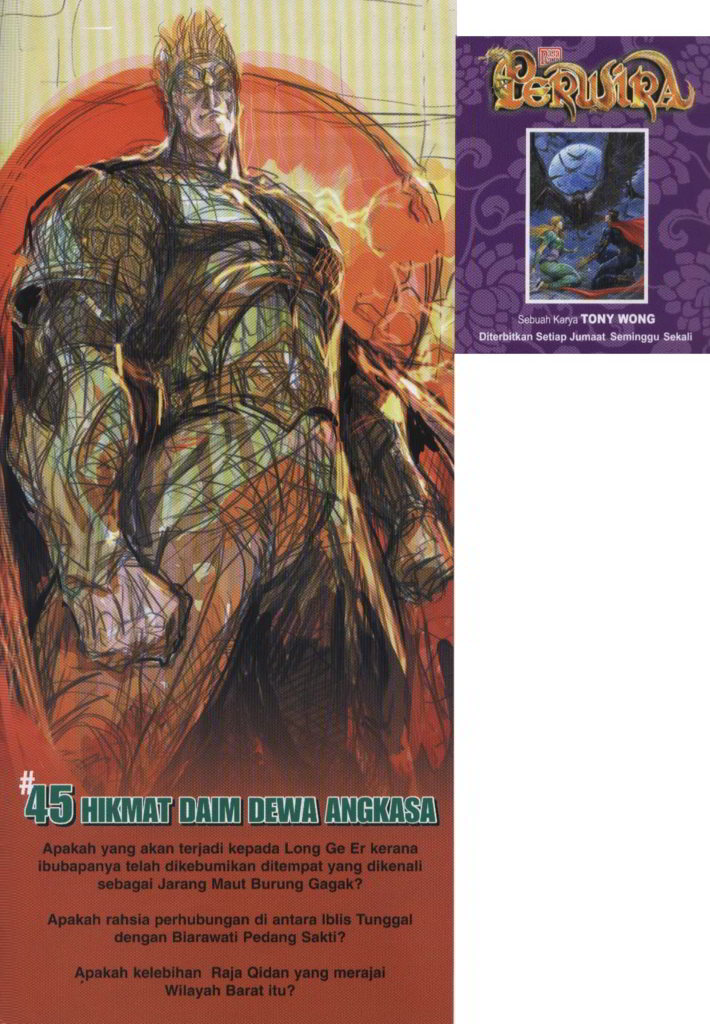 #45 HIKMAT DAIM DEWA ANGKASA
Apakah yang akan terjadi kepada Long Ge Er kerana
ibubapanya telah dikebumikan ditempat yang dikenali
sebagai Jarang Maut Burung Gagak?
Apakah rahsia perhubungan di antara Iblis Tunggal
dengan Biarawati Pedang Sakti?
Apakah kelebihan Raja Qidan yang merajai
Wilayah Barat itu?
PERWIRA
Sebuah Karya TONY WONG
Diterbitkan Setiap Jumaat Seminggu Sekali